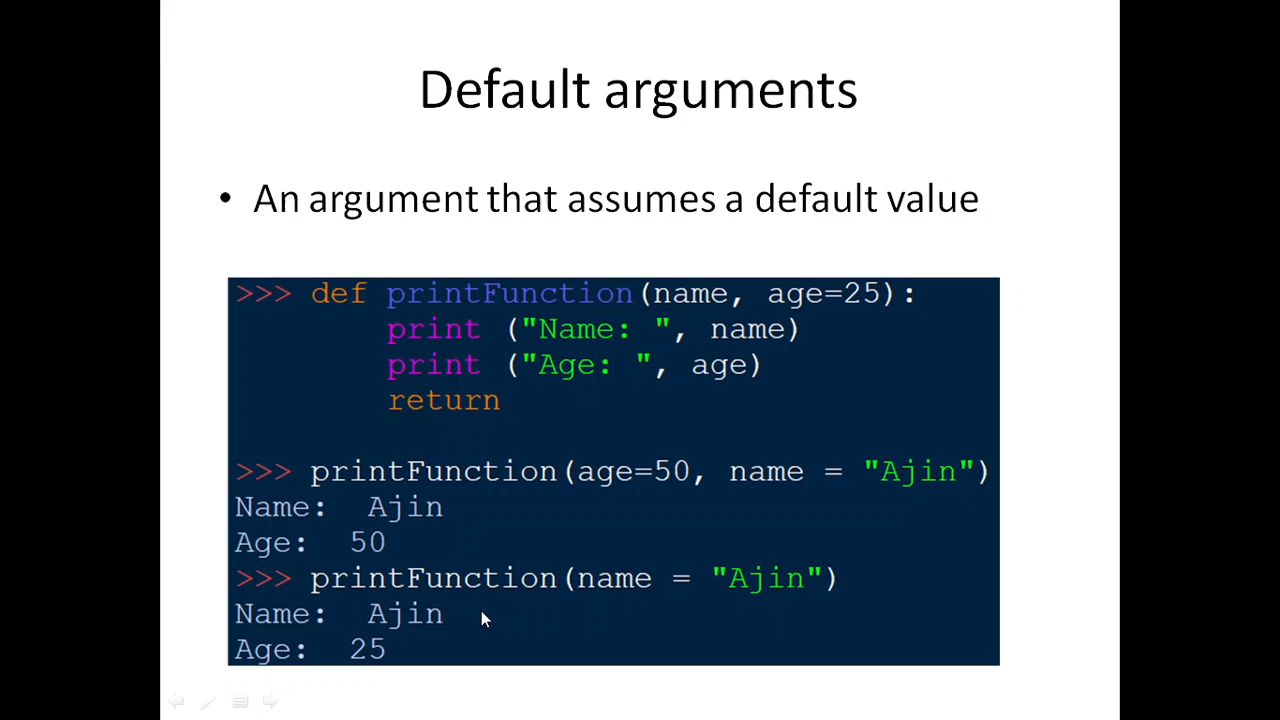 Default arguments
• An argument that assumes a default value
>>> def printFunction(name, age=25):
        print ("Name: ", name)
        print ("Age: ", age)
        return
>>> printFunction(age=50, name = "Ajin")
Name:  Ajin
Age:  50
>>> printFunction(name = "Ajin")
Name:  Ajin
Age:  25